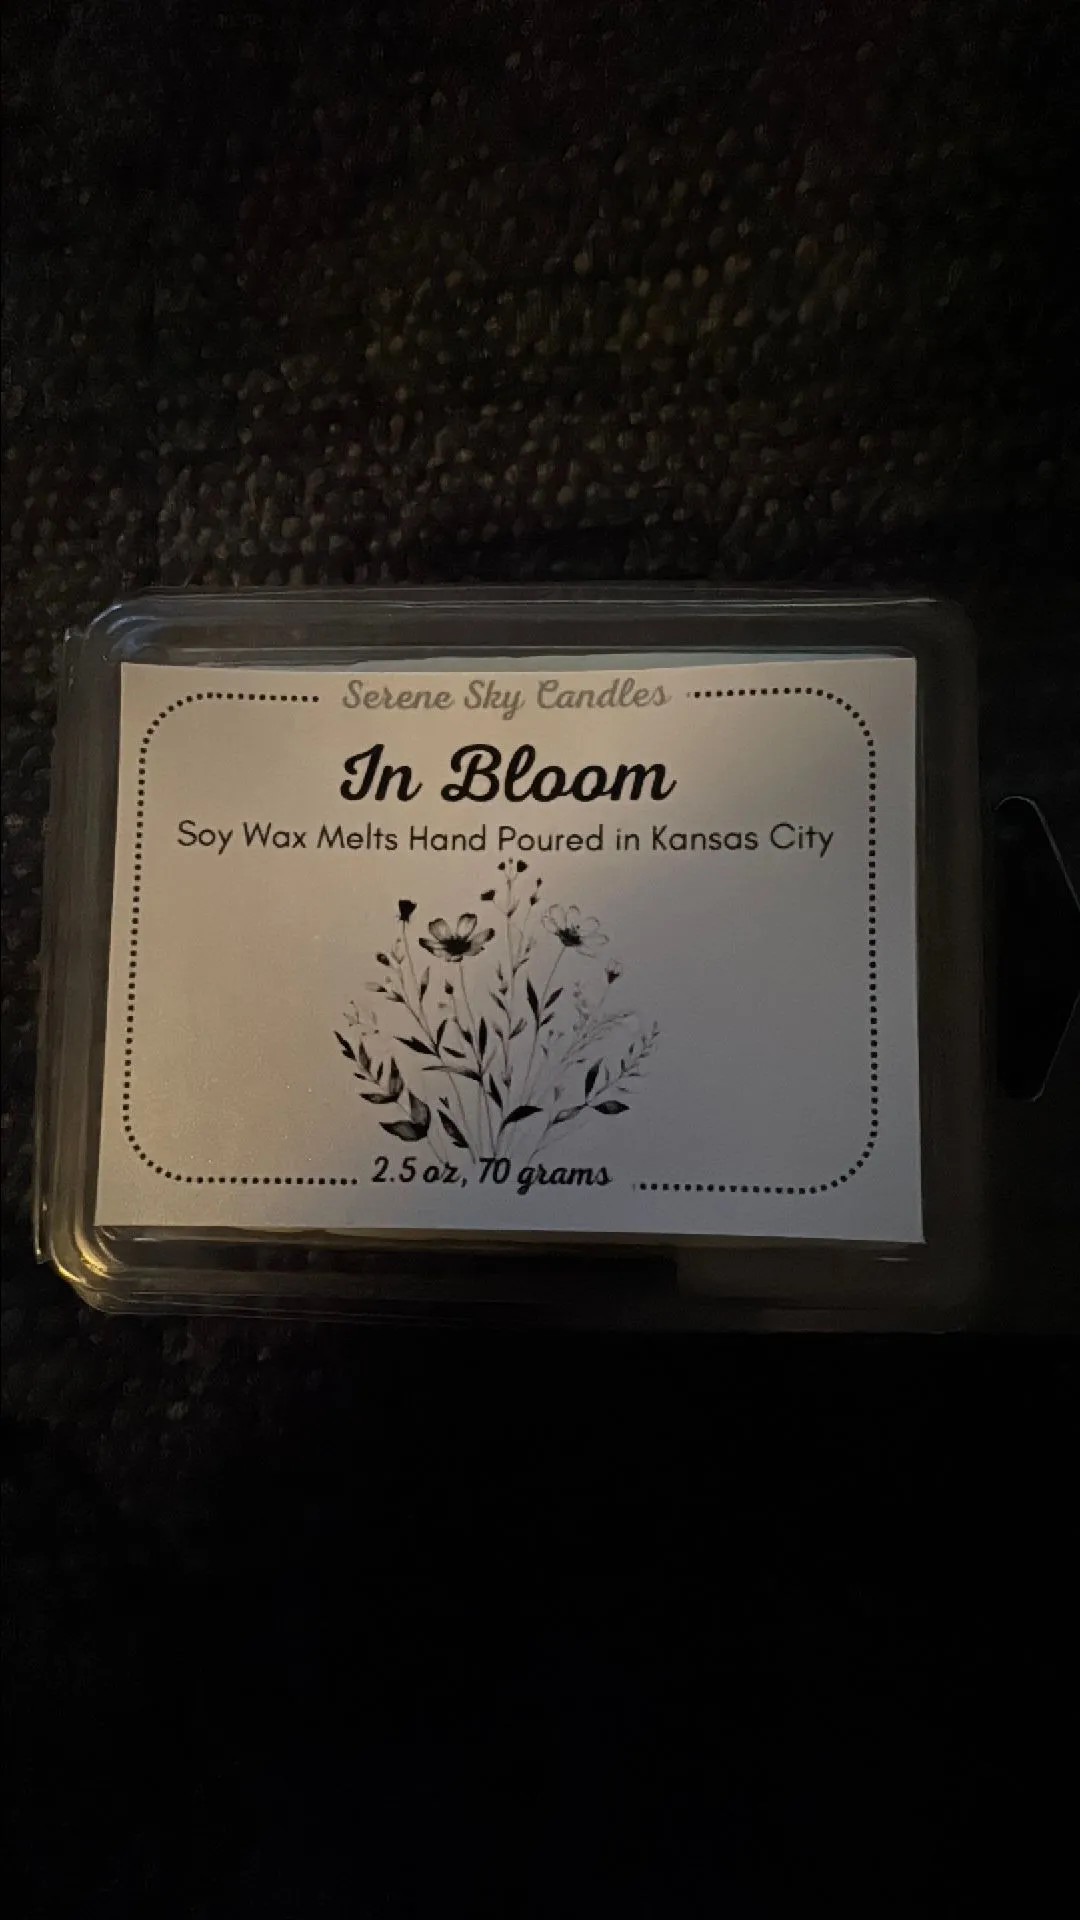 Serene Sky Candles
In Bloom
Soy Wax Melts Hand Poured in Kansas City
2.5 oz, 70 grams